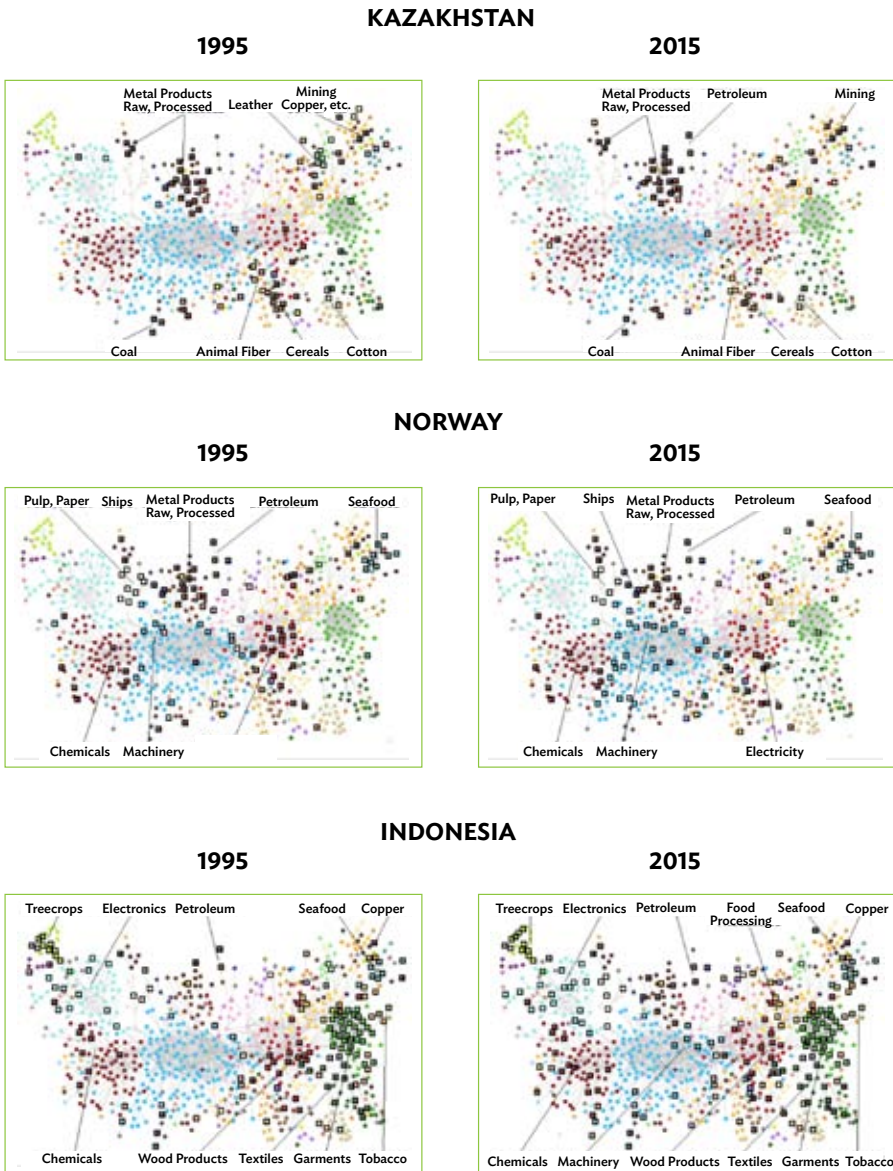 KAZAKHSTAN
1995
2015
Metal Products
Raw, Processed
Leather
Mining
Copper, etc.
Coal
Animal Fiber
Cereals
Cotton
Metal Products
Raw, Processed
Petroleum
Mining
Coal
Animal Fiber
Cereals
Cotton
NORWAY
1995
2015
Pulp, Paper
Ships
Metal Products
Raw, Processed
Petroleum
Seafood
Chemicals
Machinery
Pulp, Paper
Ships
Metal Products
Raw, Processed
Petroleum
Seafood
Chemicals
Machinery
Electricity
INDONESIA
1995
2015
Treecrops
Electronics
Petroleum
Seafood
Copper
Chemicals
Wood Products
Textiles
Garments
Tobacco
Treecrops
Electronics
Petroleum
Food
Processing
Seafood
Copper
Chemicals
Machinery
Wood Products
Textiles
Garments
Tobacco